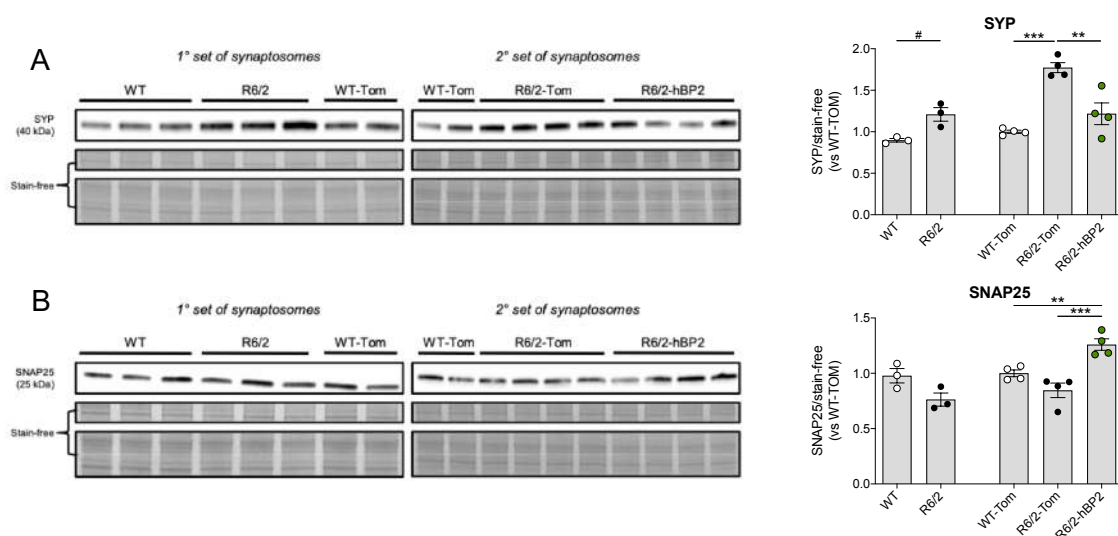 A
1° set of synaptosomes
2° set of synaptosomes
WT R6/2 WT-Tom
WT-Tom R6/2-Tom R6/2-hBP2
SYP
(40 kDa)
Stain-free
SYP
# *** **
SYP/stain-free
(vs WT-TOM)
2.0
1.5
1.0
0.5
0.0
WT
R6/2
WT-Tom
R6/2-Tom
R6/2-hBP2
B
1° set of synaptosomes
2° set of synaptosomes
WT R6/2 WT-Tom
WT-Tom R6/2-Tom R6/2-hBP2
SNAP25
(25 kDa)
Stain-free
SNAP25
**
***
SNAP25/stain-free
(vs WT-TOM)
1.5
1.0
0.5
0.0
WT
R6/2
WT-Tom
R6/2-Tom
R6/2-hBP2